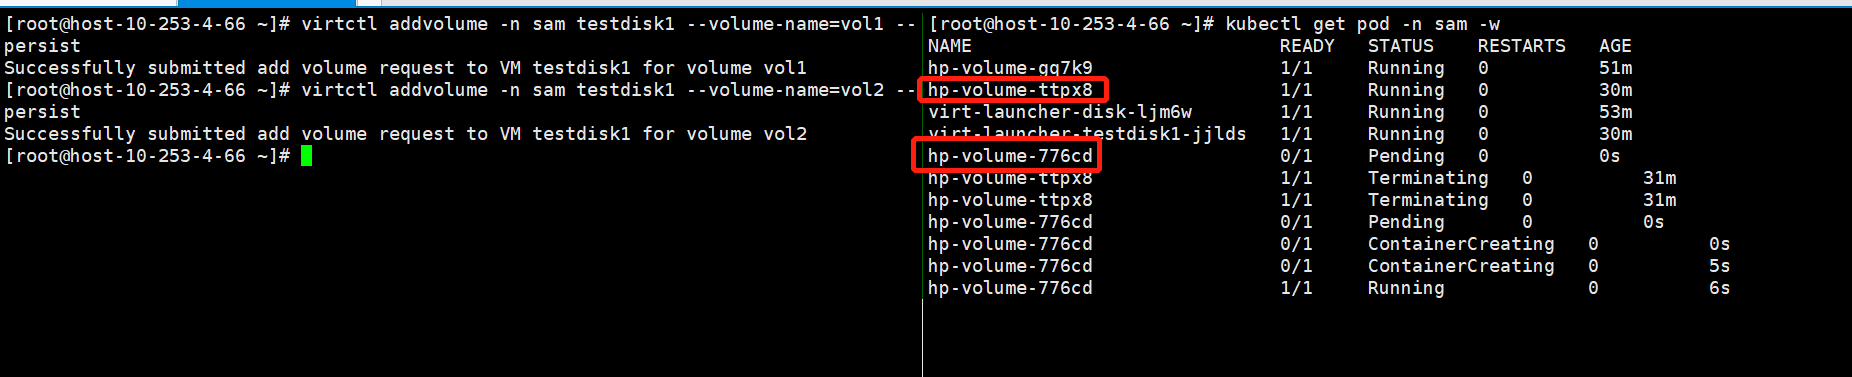 [root@host-10-253-4-66 ~]# virtctl addvolume -n sam testdisk1 --volume-name=vol1 --
persist
Successfully submitted add volume request to VM testdisk1 for volume vol1
[root@host-10-253-4-66 ~]# virtctl addvolume -n sam testdisk1 --volume-name=vol2 --
persist
Successfully submitted add volume request to VM testdisk1 for volume vol2
[root@host-10-253-4-66 ~]#
[root@host-10-253-4-66 ~]# kubectl get pod -n sam -w
NAME READY STATUS RESTARTS AGE
hp-volume-gq7k9 1/1 Running 0 51m
hp-volume-ttpx8 1/1 Running 0 30m
virt-launcher-disk-ljm6w 1/1 Running 0 53m
virt-launcher-testdisk1-jjlds 1/1 Running 0 30m
hp-volume-776cd 0/1 Pending 0 0s
hp-volume-ttpx8 1/1 Terminating 0 31m
hp-volume-ttpx8 1/1 Terminating 0 31m
hp-volume-776cd 0/1 Pending 0 0s
hp-volume-776cd 0/1 ContainerCreating 0 0s
hp-volume-776cd 0/1 ContainerCreating 0 5s
hp-volume-776cd 1/1 Running 0 6s